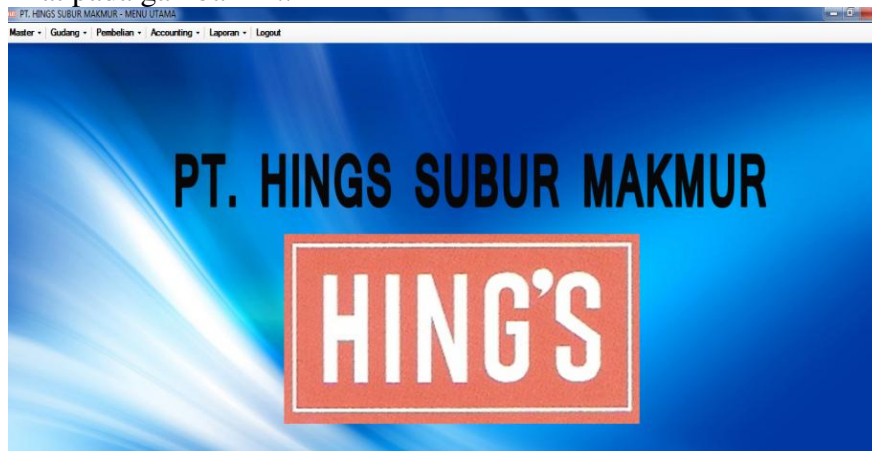 PT. HINGS SUBUR MAKMUR - MENU UTAMA
Master Gudang Pembelian Accounting Laporan Logout
PT. HINGS SUBUR MAKMUR
HING'S